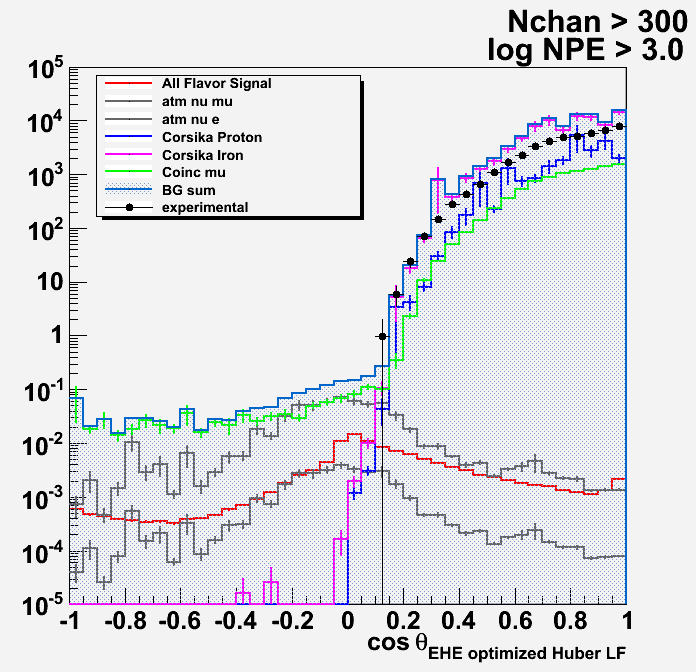 Nchan > 300
log NPE > 3.0
All Flavor Signal
atm nu mu
atm nu e
Corsika Proton
Corsika Iron
Coinc mu
BG sum
experimental
10^5
10^4
10^3
10^2
10
1
10^-1
10^-2
10^-3
10^-4
10^-5
-1 -0.8 -0.6 -0.4 -0.2 0 0.2 0.4 0.6 0.8 1
cos θ_EHE optimized Huber LF